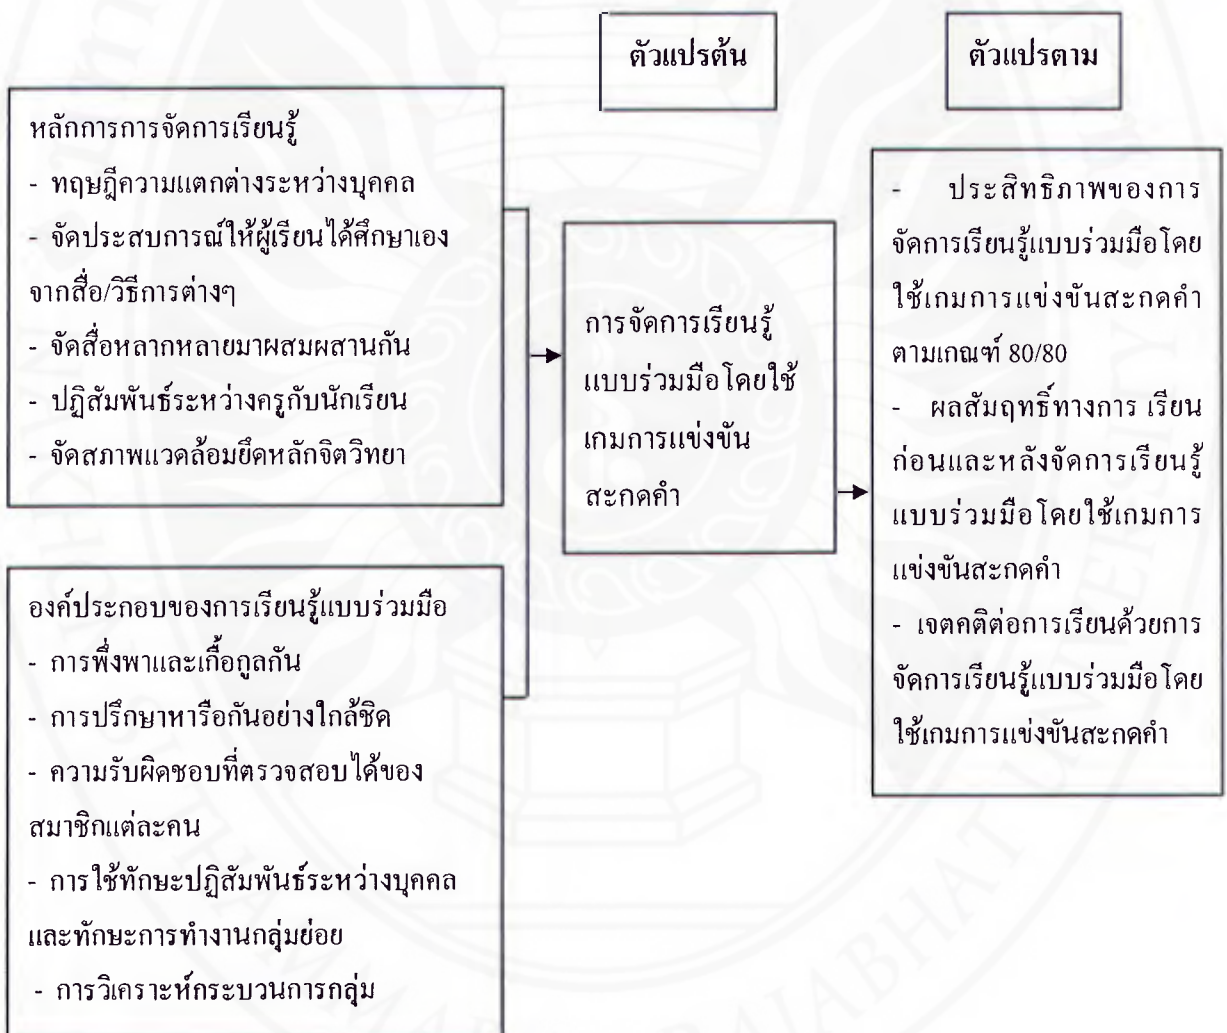 ตัวแปรต้น
ตัวแปรตาม
หลักการการจัดการเรียนรู้
- ทฤษฎีความแตกต่างระหว่างบุคคล
- จัดประสบการณ์ให้ผู้เรียนได้ศึกษาเอง
จากสื่อ/วิธีการต่างๆ
- จัดสื่อหลากหลายมาผสมผสานกัน
- ปฏิสัมพันธ์ระหว่างครูกับนักเรียน
- จัดสภาพแวดล้อมยึดหลักจิตวิทยา
องค์ประกอบของการเรียนรู้แบบร่วมมือ
- การพึ่งพาและเกื้อกูลกัน
- การปรึกษาหารือกันอย่างใกล้ชิด
- ความรับผิดชอบที่ตรวจสอบได้ของ
สมาชิกแต่ละคน
- การใช้ทักษะปฏิสัมพันธ์ระหว่างบุคคล
และทักษะการทำงานกลุ่มย่อย
- การวิเคราะห์กระบวนการกลุ่ม
การจัดการเรียนรู้
แบบร่วมมือโดยใช้
เกมการแข่งขัน
สะกดคำ
- ประสิทธิภาพของการ
จัดการเรียนรู้แบบร่วมมือโดย
ใช้เกมการแข่งขันสะกดคำ
ตามเกณฑ์ 80/80
- ผลสัมฤทธิ์ทางการ เรียน
ก่อนและหลังจัดการเรียนรู้
แบบร่วมมือโดยใช้เกมการ
แข่งขันสะกดคำ
- เจตคติต่อการเรียนด้วยการ
จัดการเรียนรู้แบบร่วมมือโดย
ใช้เกมการแข่งขันสะกดคำ
RAJABHAT UNIVERSITY